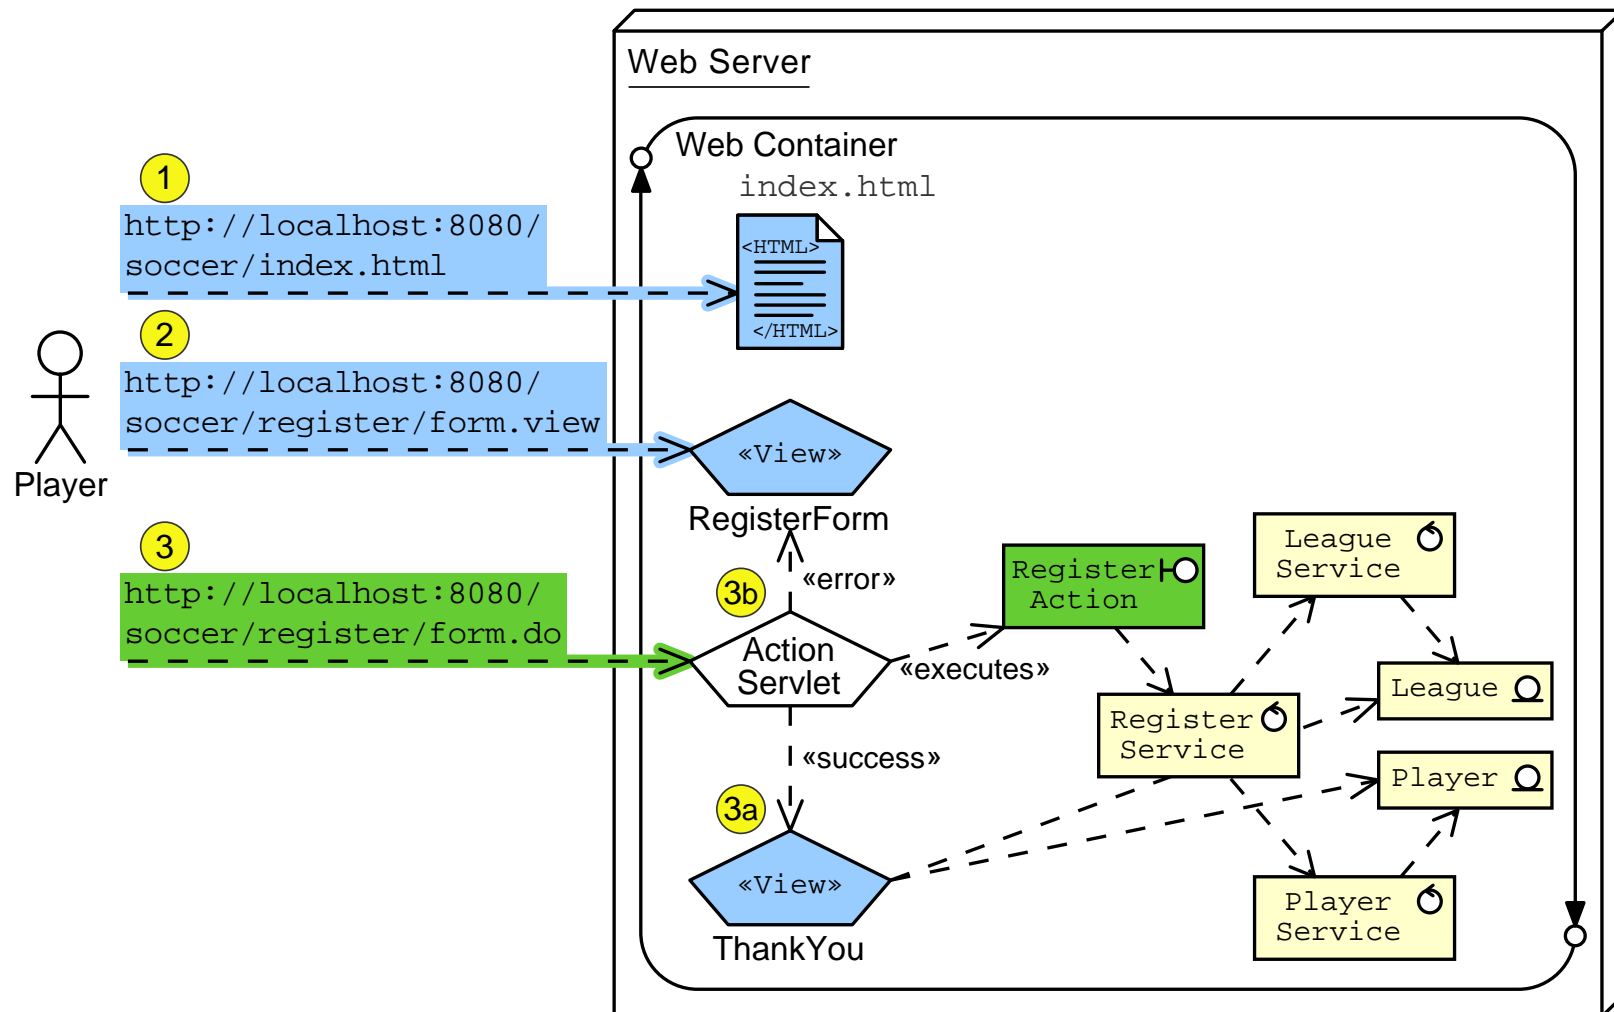 Web Server
Web Container
index.html
<HTML>
</HTML>
1
http://localhost:8080/
soccer/index.html
2
http://localhost:8080/
soccer/register/form.view
Player
«View»
RegisterForm
3
http://localhost:8080/
soccer/register/form.do
3b
«error»
Action
Servlet
«executes»
Register
Action
League
Service
League
Register
Service
Player
Player
Service
«success»
3a
«View»
ThankYou